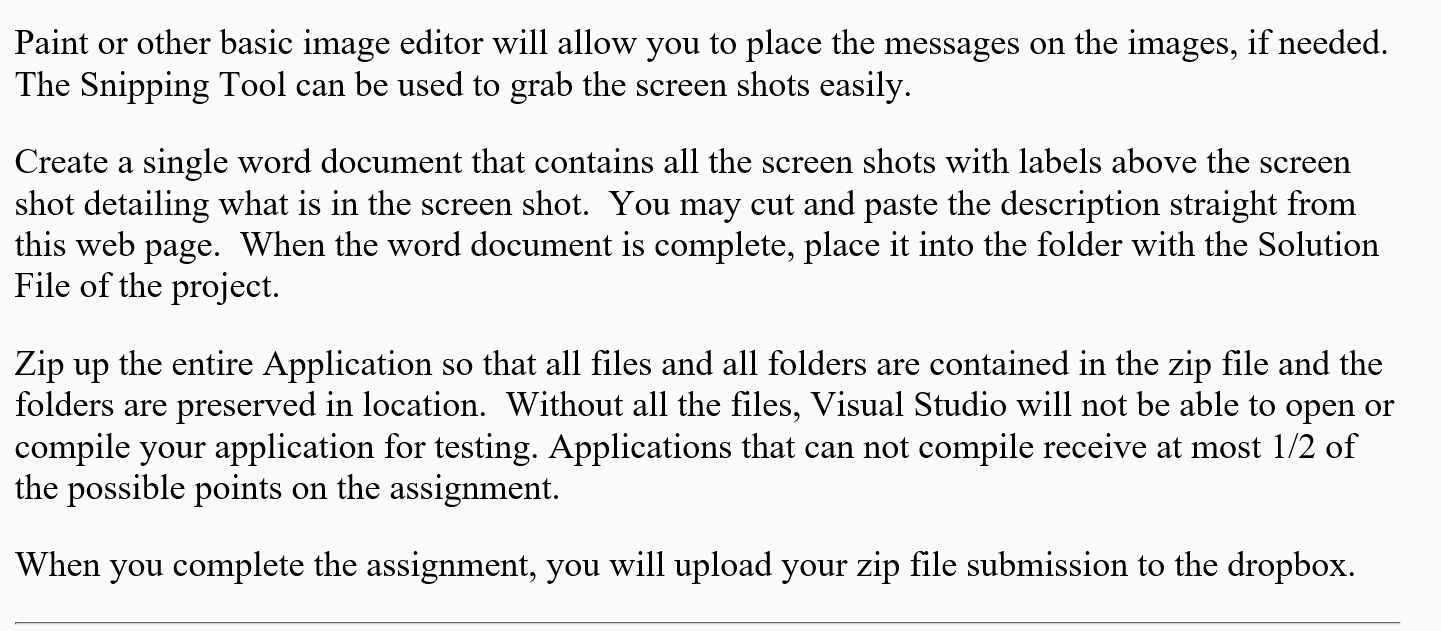 Paint or other basic image editor will allow you to place the messages on the images, if needed.
The Snipping Tool can be used to grab the screen shots easily.
Create a single word document that contains all the screen shots with labels above the screen
shot detailing what is in the screen shot.  You may cut and paste the description straight from
this web page.  When the word document is complete, place it into the folder with the Solution
File of the project.
Zip up the entire Application so that all files and all folders are contained in the zip file and the
folders are preserved in location.  Without all the files, Visual Studio will not be able to open or
compile your application for testing. Applications that can not compile receive at most 1/2 of
the possible points on the assignment.
When you complete the assignment, you will upload your zip file submission to the dropbox.